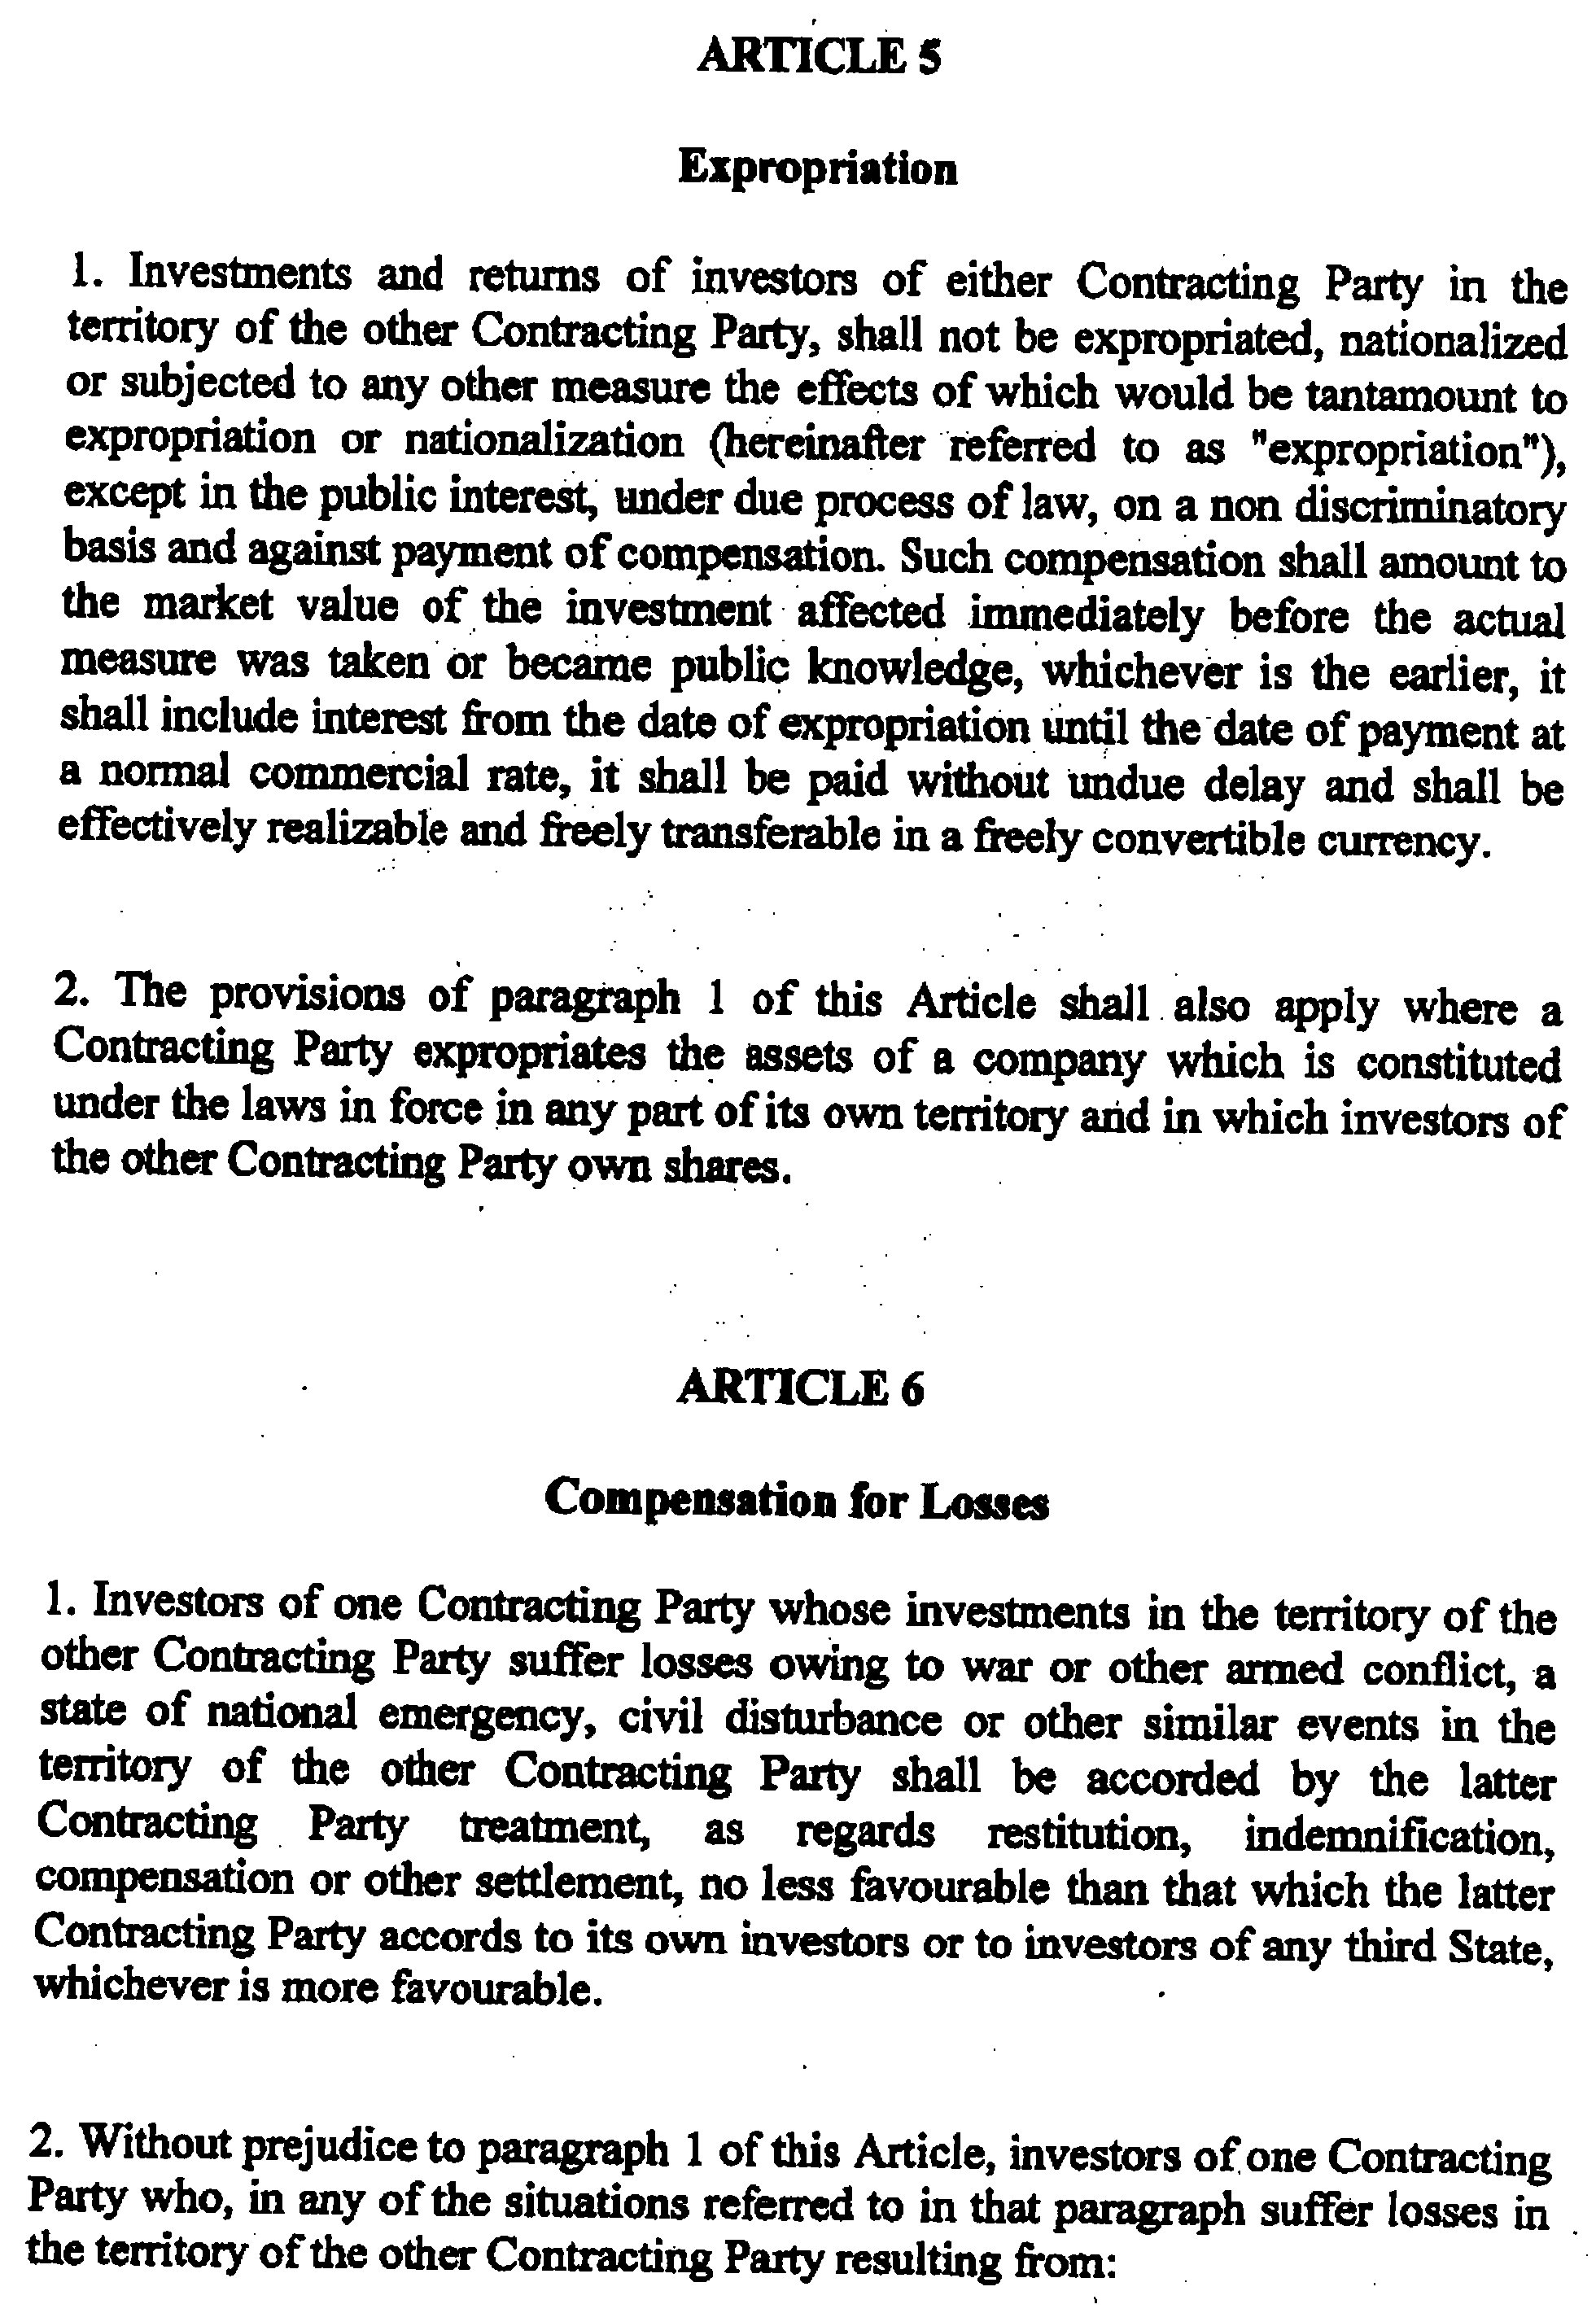 ARTICLE 5
Expropriation
1. Investments and returns of investors of either Contracting Party in the
territory of the other Contracting Party, shall not be expropriated, nationalized
or subjected to any other measure the effects of which would be tantamount to
expropriation or nationalization (hereinafter referred to as "expropriation"),
except in the public interest, under due process of law, on a non discriminatory
basis and against payment of compensation. Such compensation shall amount to
the market value of the investment affected immediately before the actual
measure was taken or became public knowledge, whichever is the earlier, it
shall include interest from the date of expropriation until the date of payment at
a normal commercial rate, it shall be paid without undue delay and shall be
effectively realizable and freely transferable in a freely convertible currency.
2. The provisions of paragraph 1 of this Article shall also apply where a
Contracting Party expropriates the assets of a company which is constituted
under the laws in force in any part of its own territory and in which investors of
the other Contracting Party own shares.
ARTICLE 6
Compensation for Losses
1. Investors of one Contracting Party whose investments in the territory of the
other Contracting Party suffer losses owing to war or other armed conflict, a
state of national emergency, civil disturbance or other similar events in the
territory of the other Contracting Party shall be accorded by the latter
Contracting Party treatment, as regards restitution, indemnification,
compensation or other settlement, no less favourable than that which the latter
Contracting Party accords to its own investors or to investors of any third State,
whichever is more favourable.
2. Without prejudice to paragraph 1 of this Article, investors of one Contracting
Party who, in any of the situations referred to in that paragraph suffer losses in
the territory of the other Contracting Party resulting from: